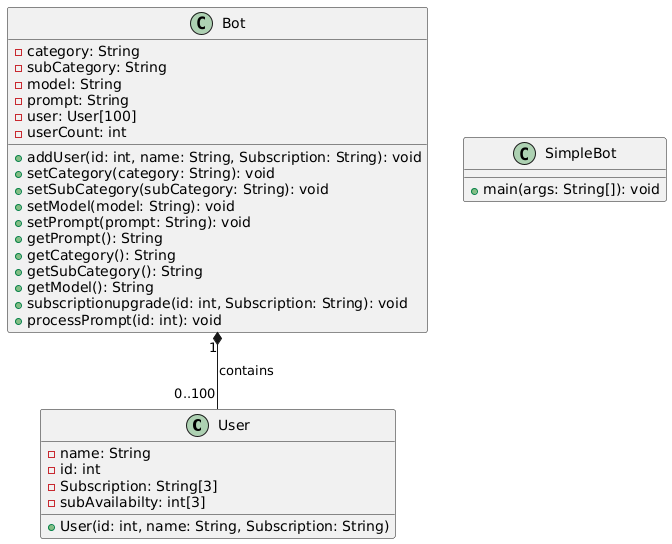 C Bot
category: String
subCategory: String
model: String
prompt: String
user: User[100]
userCount: int
addUser(id: int, name: String, Subscription: String): void
setCategory(category: String): void
setSubCategory(subCategory: String): void
setModel(model: String): void
setPrompt(prompt: String): void
getPrompt(): String
getCategory(): String
getSubCategory(): String
getModel(): String
subscriptionupgrade(id: int, Subscription: String): void
processPrompt(id: int): void
C SimpleBot
main(args: String[]): void
1
contains
0..100
C User
name: String
id: int
Subscription: String[3]
subAvailabilty: int[3]
User(id: int, name: String, Subscription: String)